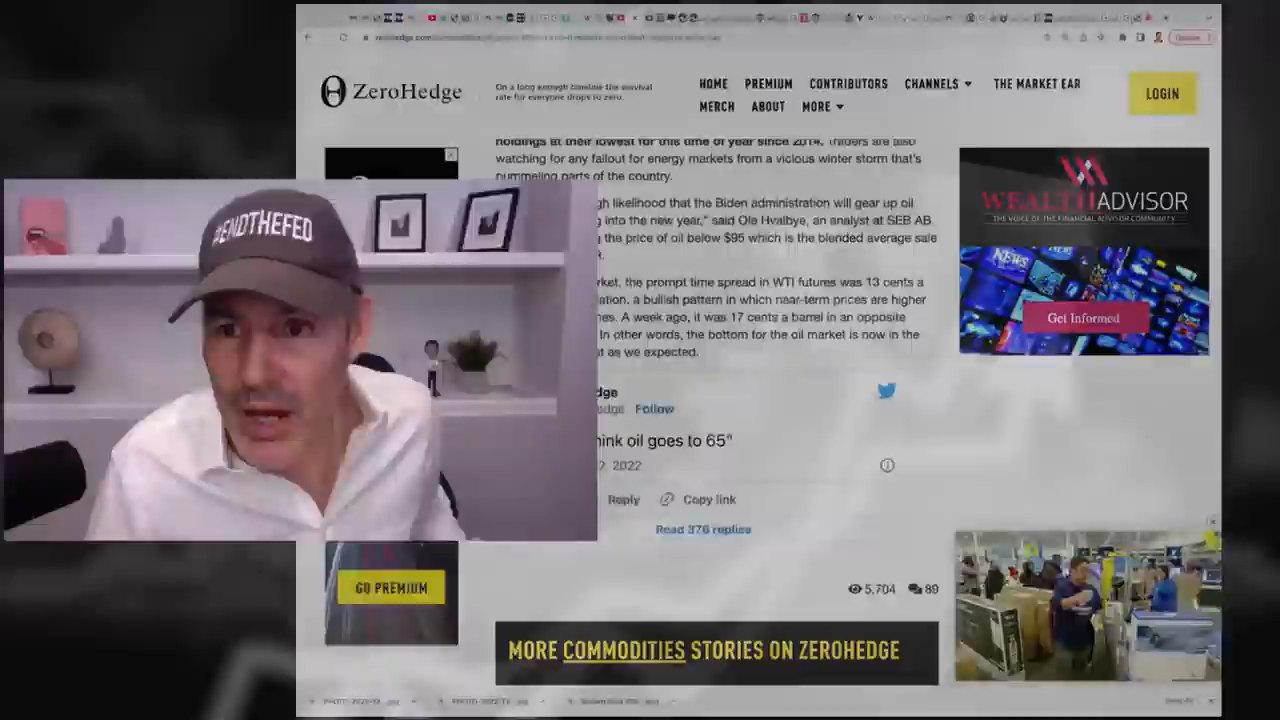 ZeroHedge
On a long enough timeline the survival
rate for everyone drops to zero.
HOME PREMIUM CONTRIBUTORS CHANNELS THE MARKET EAR
MERCH ABOUT MORE
LOGIN
holdings at their lowest for this time of year since 2014. Traders are also
watching for any fallout for energy markets from a vicious winter storm that's
pummeling parts of the country.
gh likelihood that the Biden administration will gear up oil
g into the new year," said Ole Hvalbye, an analyst at SEB AB.
g the price of oil below $95 which is the blended average sale
rket, the prompt time spread in WTI futures was 13 cents a
ation, a bullish pattern in which near-term prices are higher
nes. A week ago, it was 17 cents a barrel in an opposite
In other words, the bottom for the oil market is now in the
t as we expected.
dge
edge Follow
hink oil goes to 65"
2022
Reply Copy link
Read 376 replies
5,704 89
MORE COMMODITIES STORIES ON ZEROHEDGE
GO PREMIUM
WEALTHADVISOR
THE VOICE OF THE FINANCIAL ADVISOR COMMUNITY
NEWS
Get Informed
#ENDTHEFED